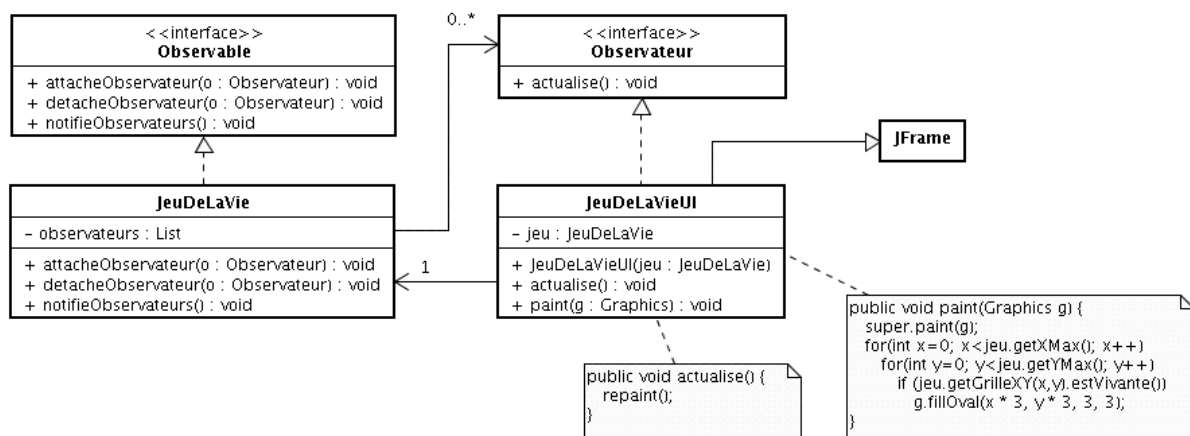 <<interface>>
Observable
+ attacheObservateur(o : Observateur) : void
+ detacheObservateur(o : Observateur) : void
+ notifieObservateurs() : void
0..*
<<interface>>
Observateur
+ actualise() : void
JFrame
JeuDeLaVie
- observateurs : List
+ attacheObservateur(o : Observateur) : void
+ detacheObservateur(o : Observateur) : void
+ notifieObservateurs() : void
1
JeuDeLaVieUI
- jeu : JeuDeLaVie
+ JeuDeLaVieUI(jeu : JeuDeLaVie)
+ actualise() : void
+ paint(g : Graphics) : void
public void actualise() {
repaint();
}
public void paint(Graphics g) {
super.paint(g);
for(int x=0; x<jeu.getXMax(); x++)
for(int y=0; y<jeu.getYMax(); y++)
if (jeu.getGrilleXY(x,y).estVivante())
g.fillOval(x * 3, y * 3, 3, 3);
}